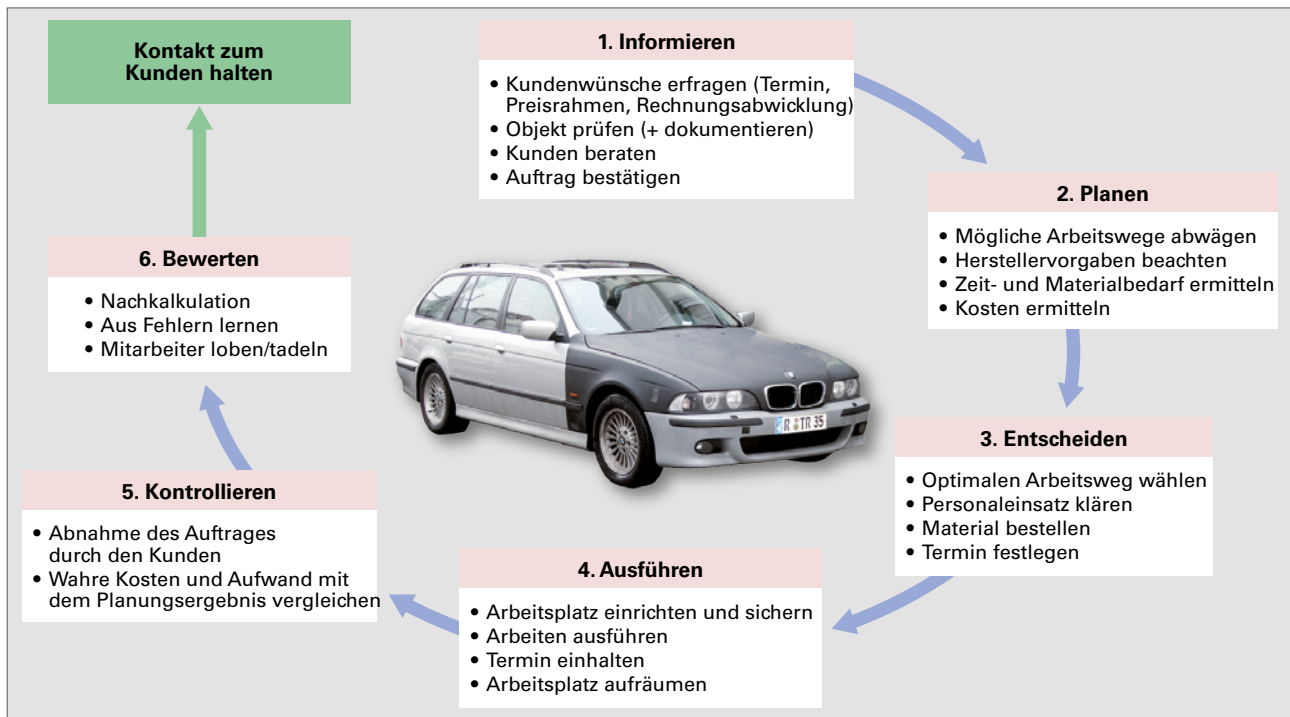 Kontakt zum
Kunden halten
1. Informieren
• Kundenwünsche erfragen (Termin,
Preisrahmen, Rechnungsabwicklung)
• Objekt prüfen (+ dokumentieren)
• Kunden beraten
• Auftrag bestätigen
2. Planen
• Mögliche Arbeitswege abwägen
• Herstellervorgaben beachten
• Zeit- und Materialbedarf ermitteln
• Kosten ermitteln
3. Entscheiden
• Optimalen Arbeitsweg wählen
• Personaleinsatz klären
• Material bestellen
• Termin festlegen
4. Ausführen
• Arbeitsplatz einrichten und sichern
• Arbeiten ausführen
• Termin einhalten
• Arbeitsplatz aufräumen
5. Kontrollieren
• Abnahme des Auftrages
durch den Kunden
• Wahre Kosten und Aufwand mit
dem Planungsergebnis vergleichen
6. Bewerten
• Nachkalkulation
• Aus Fehlern lernen
• Mitarbeiter loben/tadeln
R TR 35